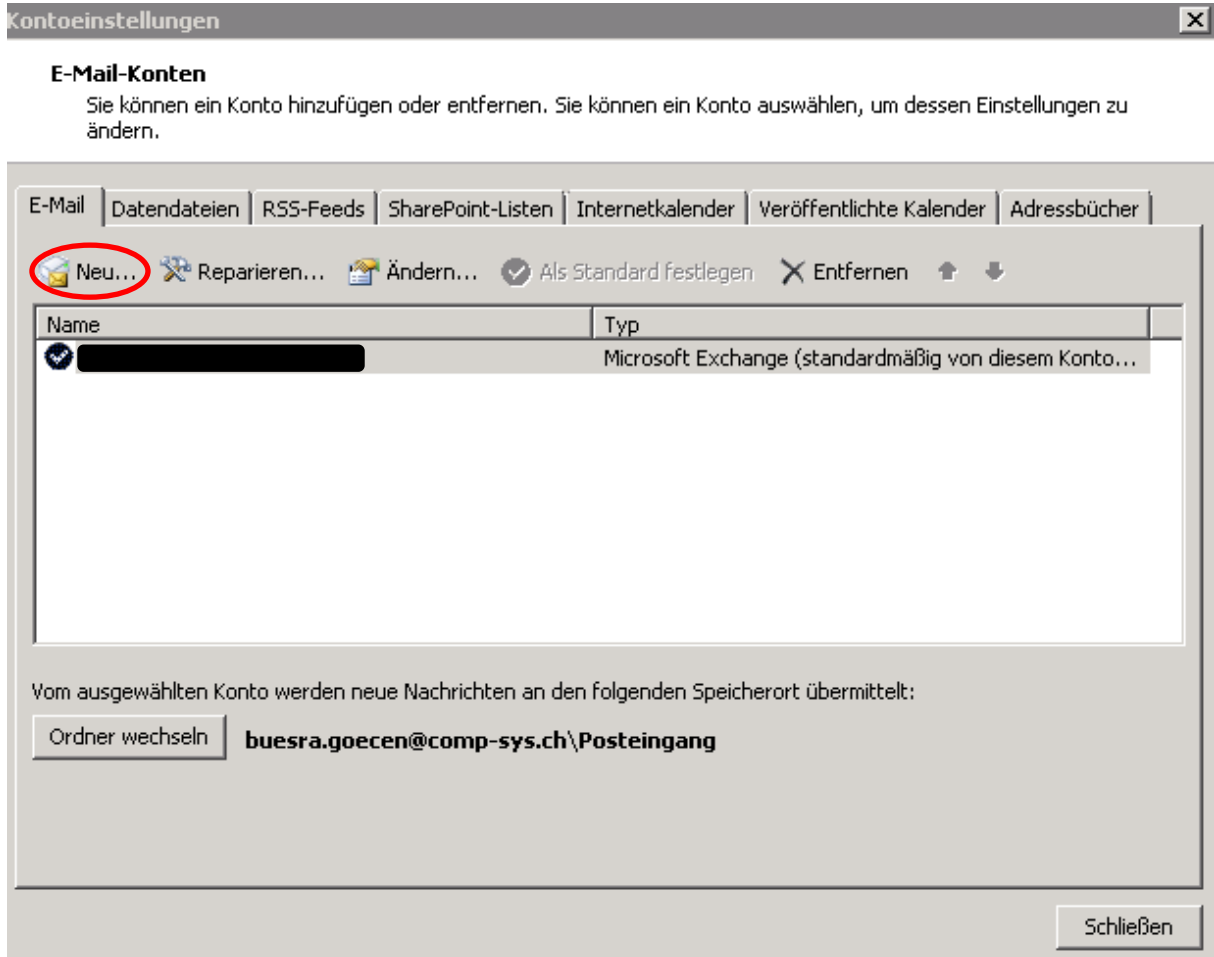 Kontoeinstellungen
E-Mail-Konten
Sie können ein Konto hinzufügen oder entfernen. Sie können ein Konto auswählen, um dessen Einstellungen zu
ändern.
E-Mail Datendateien RSS-Feeds SharePoint-Listen Internetkalender Veröffentlichte Kalender Adressbücher
Neu... Reparieren... Ändern... Als Standard festlegen Entfernen
Name Typ
Microsoft Exchange (standardmäßig von diesem Konto...
Vom ausgewählten Konto werden neue Nachrichten an den folgenden Speicherort übermittelt:
Ordner wechseln buesra.goecen@comp-sys.ch\Posteingang
Schließen